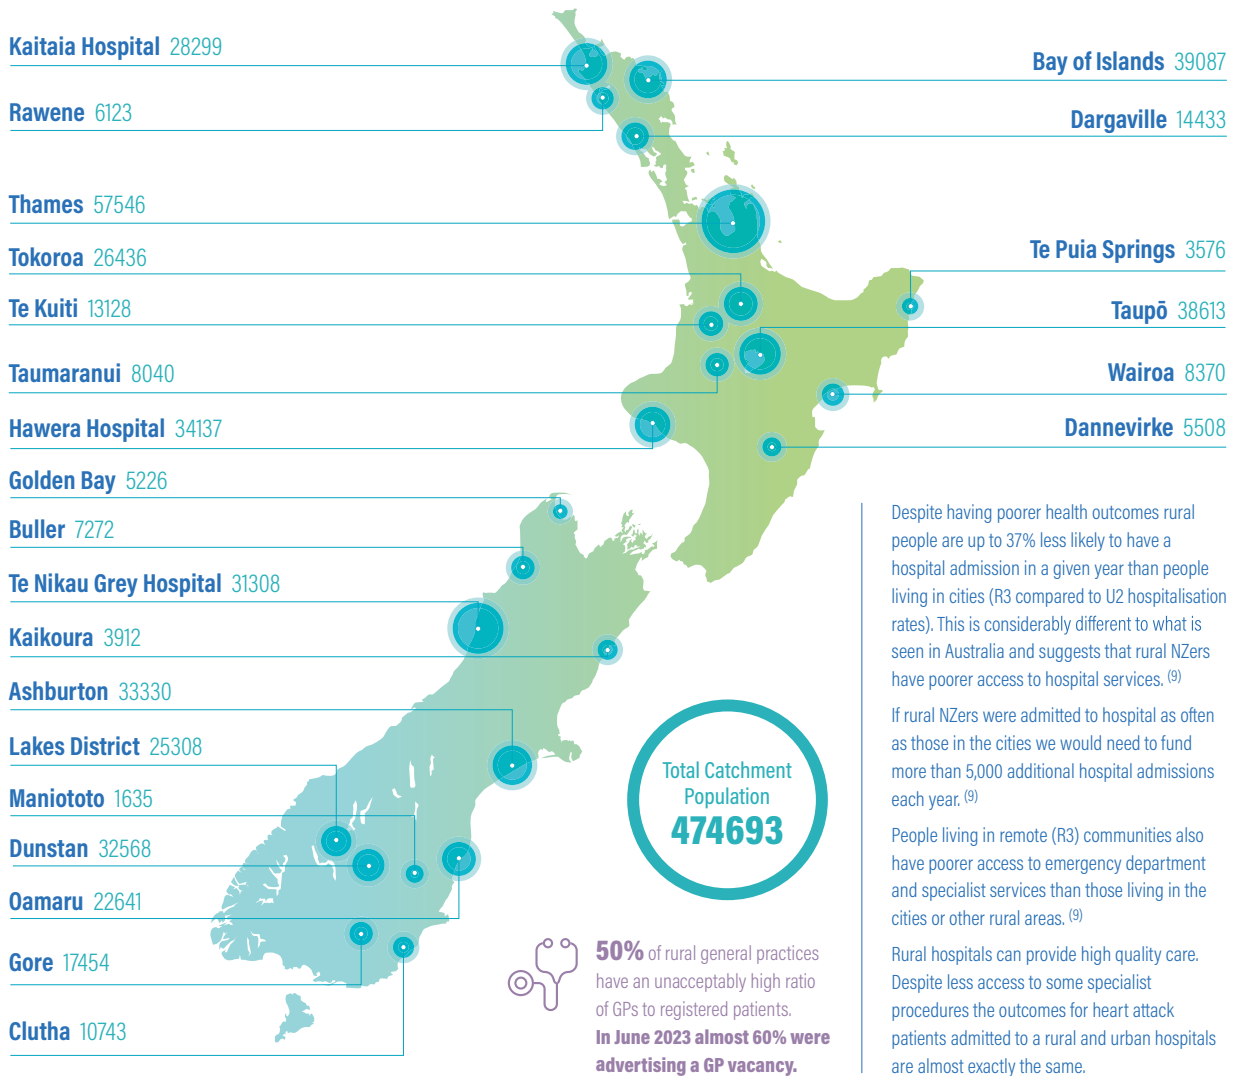 Kaitaia Hospital 28299
Rawene 6123
Thames 57546
Tokoroa 26436
Te Kuiti 13128
Taumaranui 8040
Hawera Hospital 34137
Golden Bay 5226
Buller 7272
Te Nikau Grey Hospital 31308
Kaikoura 3912
Ashburton 33330
Lakes District 25308
Maniototo 1635
Dunstan 32568
Oamaru 22641
Gore 17454
Clutha 10743
Bay of Islands 39087
Dargaville 14433
Te Puia Springs 3576
Taupō 38613
Wairoa 8370
Dannevirke 5508
Total Catchment
Population
474693
50% of rural general practices
have an unacceptably high ratio
of GPs to registered patients.
In June 2023 almost 60% were
advertising a GP vacancy.
Despite having poorer health outcomes rural
people are up to 37% less likely to have a
hospital admission in a given year than people
living in cities (R3 compared to U2 hospitalisation
rates). This is considerably different to what is
seen in Australia and suggests that rural NZers
have poorer access to hospital services. (9)
If rural NZers were admitted to hospital as often
as those in the cities we would need to fund
more than 5,000 additional hospital admissions
each year. (9)
People living in remote (R3) communities also
have poorer access to emergency department
and specialist services than those living in the
cities or other rural areas. (9)
Rural hospitals can provide high quality care.
Despite less access to some specialist
procedures the outcomes for heart attack
patients admitted to a rural and urban hospitals
are almost exactly the same.